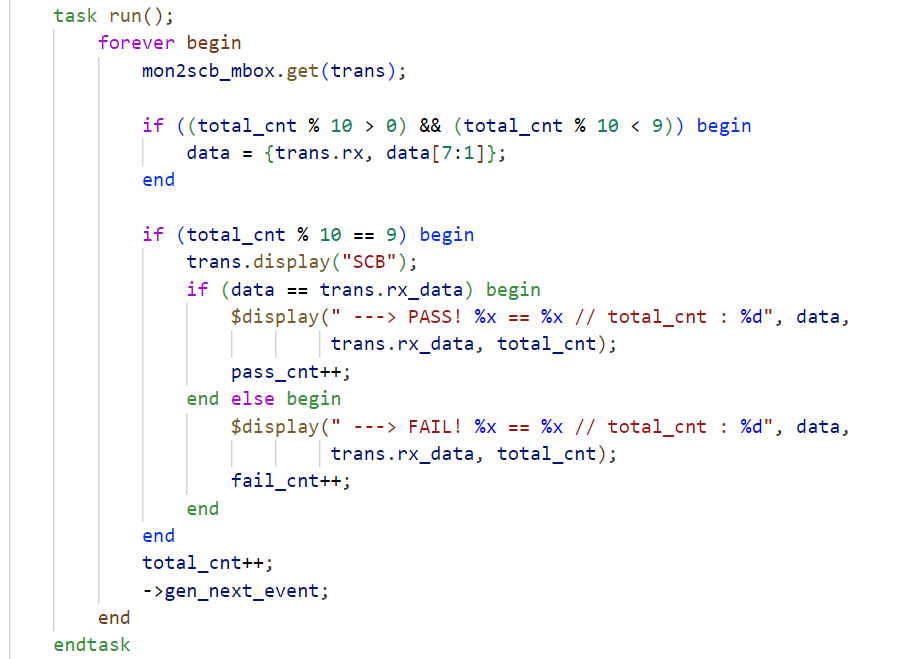 task run();
    forever begin
        mon2scb_mbox.get(trans);

        if ((total_cnt % 10 > 0) && (total_cnt % 10 < 9)) begin
            data = {trans.rx, data[7:1]};
        end

        if (total_cnt % 10 == 9) begin
            trans.display("SCB");
            if (data == trans.rx_data) begin
                $display(" ---> PASS! %x == %x // total_cnt : %d", data,
                         trans.rx_data, total_cnt);
                pass_cnt++;
            end else begin
                $display(" ---> FAIL! %x == %x // total_cnt : %d", data,
                         trans.rx_data, total_cnt);
                fail_cnt++;
            end
        end
        total_cnt++;
        ->gen_next_event;
    end
endtask